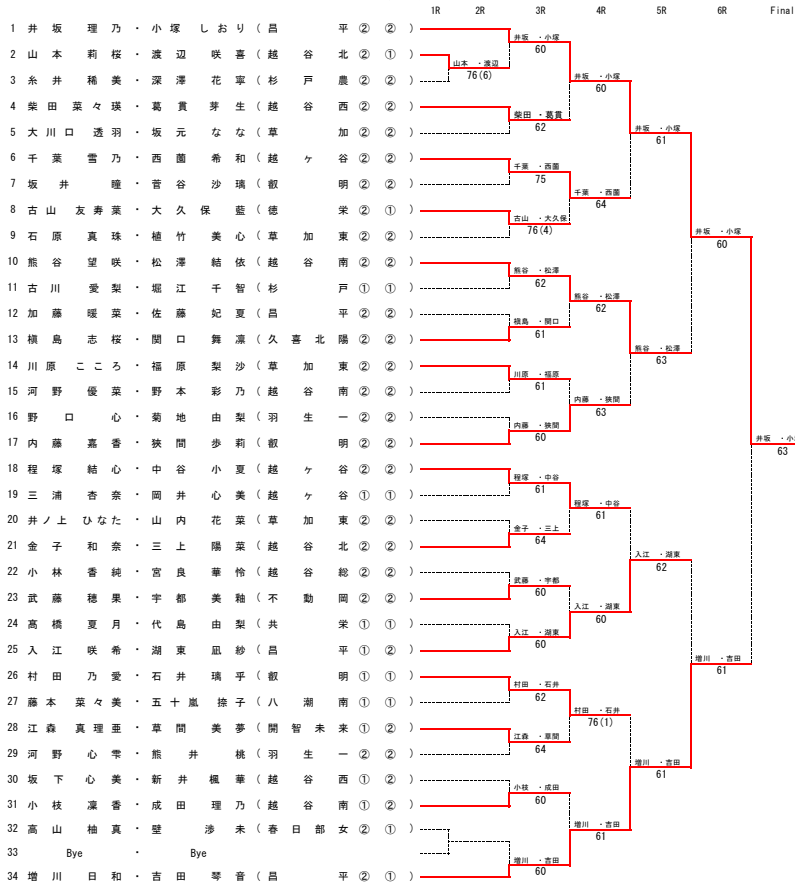 1R 2R 3R 4R 5R 6R Final
1 井 坂 理 乃 ・ 小 塚 しおり ( 昌 平 ② ② )
井坂 ・小塚
60
2 山 本 莉 桜 ・ 渡 辺 咲 喜 ( 越 谷 北 ② ① )
山本 ・渡辺
76(6)
3 糸 井 稀 美 ・ 深 澤 花 寧 ( 杉 戸 農 ② ② )
井坂 ・小塚
60
4 柴 田 菜々瑛 ・ 葛 貫 芽 生 ( 越 谷 西 ② ② )
柴田 ・葛貫
62
5 大川口 透 羽 ・ 坂 元 な な ( 草 加 ② ② )
井坂 ・小塚
61
6 千 葉 雪 乃 ・ 西 薗 希 和 ( 越 ヶ 谷 ② ② )
千葉 ・西薗
75
7 坂 井 瞳 ・ 菅 谷 沙 璃 ( 叡 明 ② ② )
千葉 ・西薗
64
8 古 山 友寿葉 ・ 大久保 藍 ( 徳 栄 ② ① )
古山 ・大久保
76(4)
9 石 原 真 珠 ・ 植 竹 美 心 ( 草 加 東 ② ② )
井坂 ・小塚
60
10 熊 谷 望 咲 ・ 松 澤 結 依 ( 越 谷 南 ② ② )
熊谷 ・松澤
62
11 古 川 愛 梨 ・ 堀 江 千 智 ( 杉 戸 ① ① )
熊谷 ・松澤
62
12 加 藤 暖 菜 ・ 佐 藤 妃 夏 ( 昌 平 ② ② )
槇島 ・関口
61
13 槇 島 志 桜 ・ 関 口 舞 凛 ( 久 喜 北 陽 ② ② )
熊谷 ・松澤
63
14 川 原 こころ ・ 福 原 梨 沙 ( 草 加 東 ② ② )
川原 ・福原
61
15 河 野 優 菜 ・ 野 本 彩 乃 ( 越 谷 南 ② ② )
内藤 ・狭間
63
16 野 口 心 ・ 菊 地 由 梨 ( 羽 生 一 ② ② )
内藤 ・狭間
60
17 内 藤 嘉 香 ・ 狭 間 歩 莉 ( 叡 明 ② ② )
井坂 ・小
63
18 程 塚 結 心 ・ 中 谷 小 夏 ( 越 ヶ 谷 ② ② )
程塚 ・中谷
61
19 三 浦 杏 奈 ・ 岡 井 心 美 ( 越 ヶ 谷 ① ① )
程塚 ・中谷
61
20 井ノ上 ひなた ・ 山 内 花 菜 ( 草 加 東 ② ② )
金子 ・三上
64
21 金 子 和 奈 ・ 三 上 陽 菜 ( 越 谷 北 ② ② )
入江 ・湖東
62
22 小 林 香 純 ・ 宮 良 華 怜 ( 越 谷 総 ② ② )
武藤 ・宇都
60
23 武 藤 穂 果 ・ 宇 都 美 釉 ( 不 動 岡 ② ② )
入江 ・湖東
60
24 髙 橋 夏 月 ・ 代 島 由 梨 ( 共 栄 ① ① )
入江 ・湖東
60
25 入 江 咲 希 ・ 湖 東 凪 紗 ( 昌 平 ① ② )
増川 ・吉田
61
26 村 田 乃 愛 ・ 石 井 璃 乎 ( 叡 明 ① ① )
村田 ・石井
62
27 藤 本 菜々美 ・ 五十嵐 捺 子 ( 八 潮 南 ① ① )
村田 ・石井
76(1)
28 江 森 真理亜 ・ 草 間 美 夢 ( 開 智 未 来 ① ② )
江森 ・草間
64
29 河 野 心 雫 ・ 熊 井 桃 ( 羽 生 一 ② ② )
増川 ・吉田
61
30 坂 下 心 美 ・ 新 井 楓 華 ( 越 谷 西 ① ② )
小枝 ・成田
60
31 小 枝 凜 香 ・ 成 田 理 乃 ( 越 谷 南 ① ② )
増川 ・吉田
61
32 高 山 柚 真 ・ 壁 渉 未 ( 春 日 部 女 ② ① )
33 Bye ・ Bye
増川 ・吉田
60
34 増 川 日 和 ・ 吉 田 琴 音 ( 昌 平 ② ① )